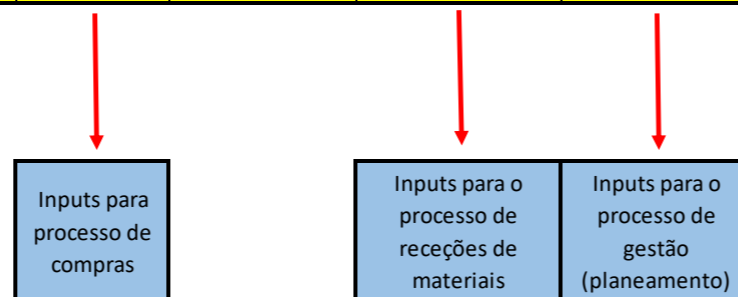 Inputs para
processo de
compras
Inputs para o
processo de
receções de
materiais
Inputs para o
processo de
gestão
(planeamento)